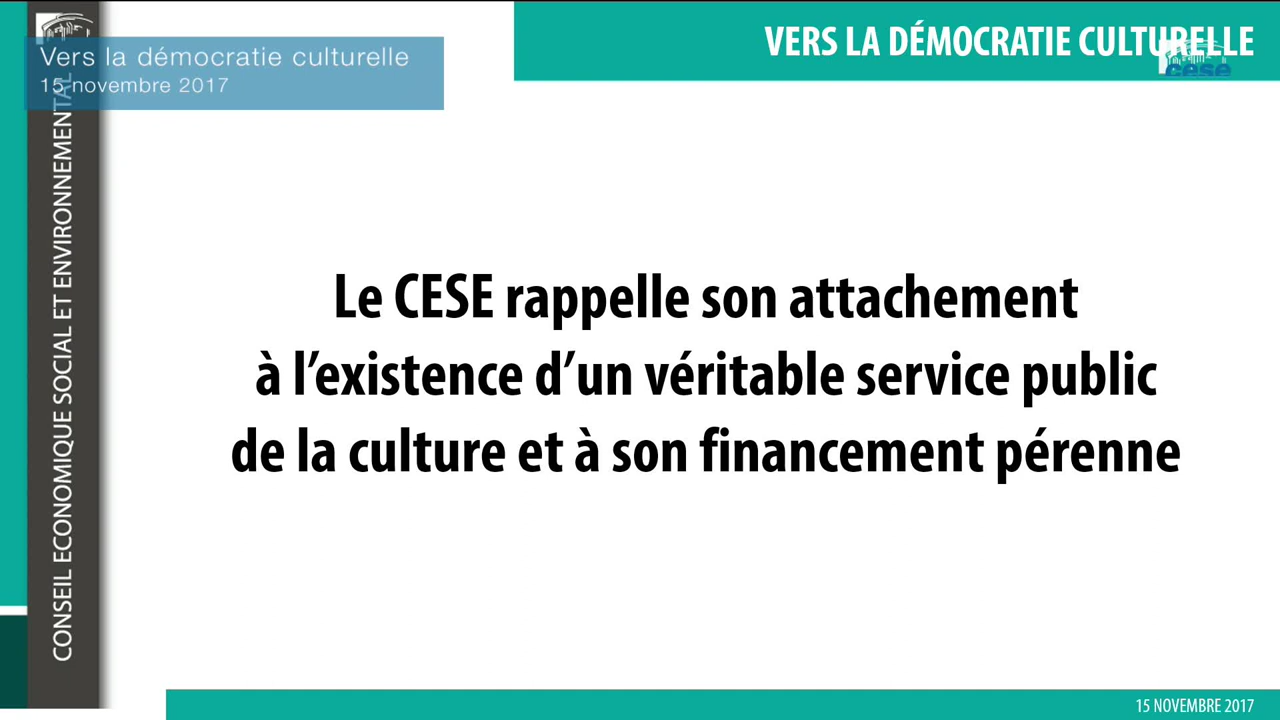 Vers la démocratie culturelle
15 novembre 2017
VERS LA DÉMOCRATIE CULTURELLE
cese
CONSEIL ECONOMIQUE SOCIAL ET ENVIRONNEMENTAL
Le CESE rappelle son attachement
à l’existence d’un véritable service public
de la culture et à son financement pérenne
15 NOVEMBRE 2017